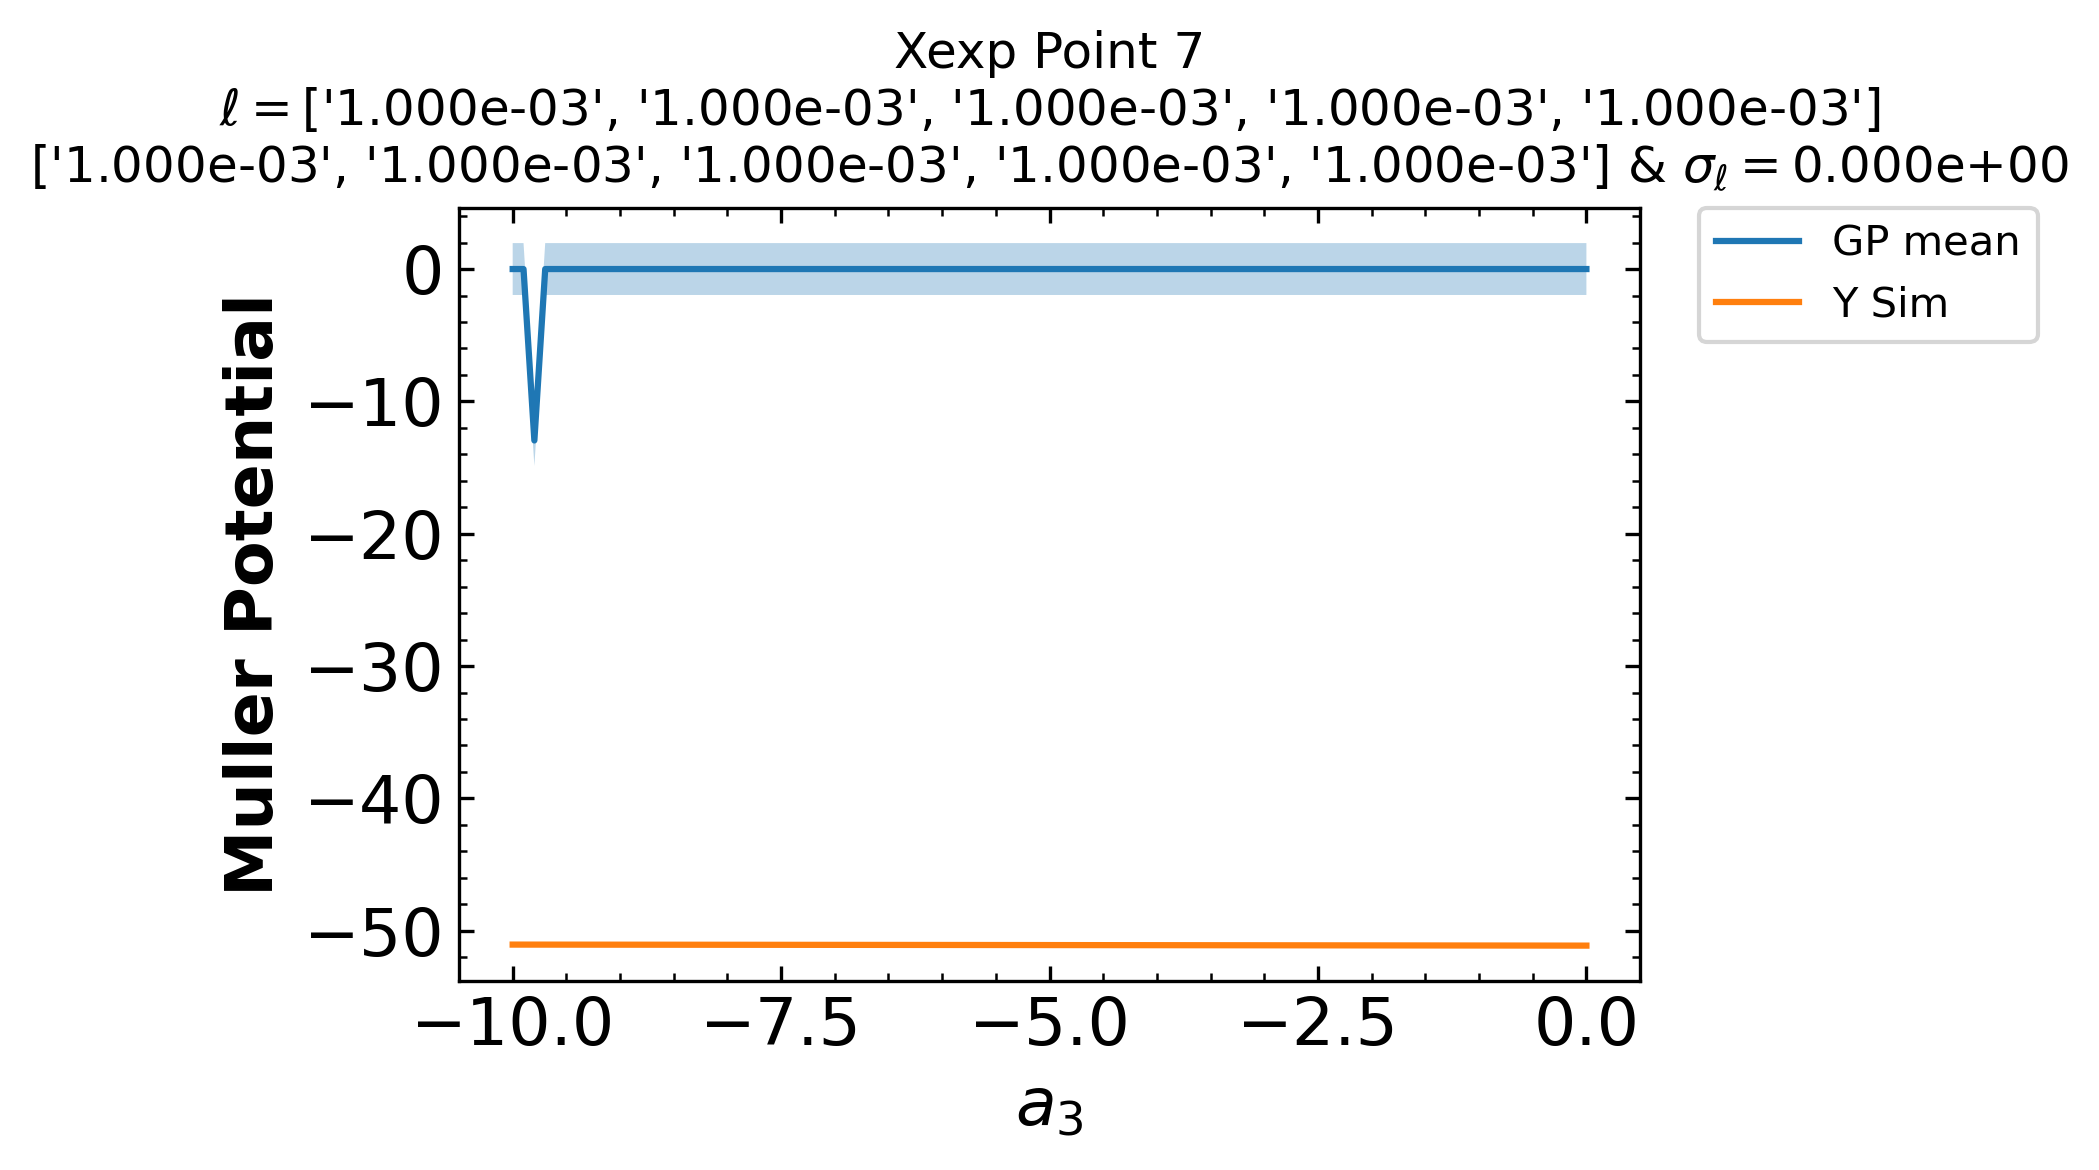 Xexp Point 7
ℓ = ['1.000e-03', '1.000e-03', '1.000e-03', '1.000e-03', '1.000e-03']
['1.000e-03', '1.000e-03', '1.000e-03', '1.000e-03', '1.000e-03'] & σℓ = 0.000e+00
GP mean
Y Sim
Muller Potential
0
−10
−20
−30
−40
−50
−10.0 −7.5 −5.0 −2.5 0.0
a₃